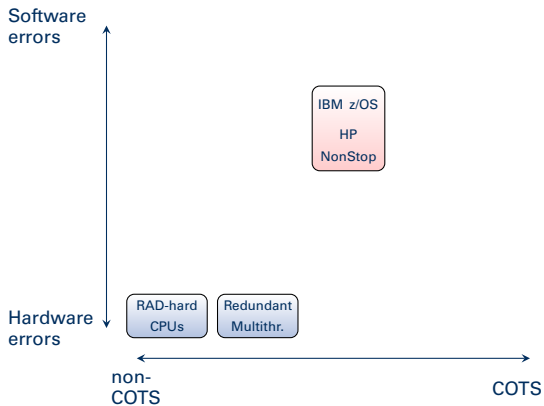 Software
errors
IBM z/OS
HP
NonStop
RAD-hard
CPUs
Redundant
Multithr.
Hardware
errors
non-
COTS
COTS